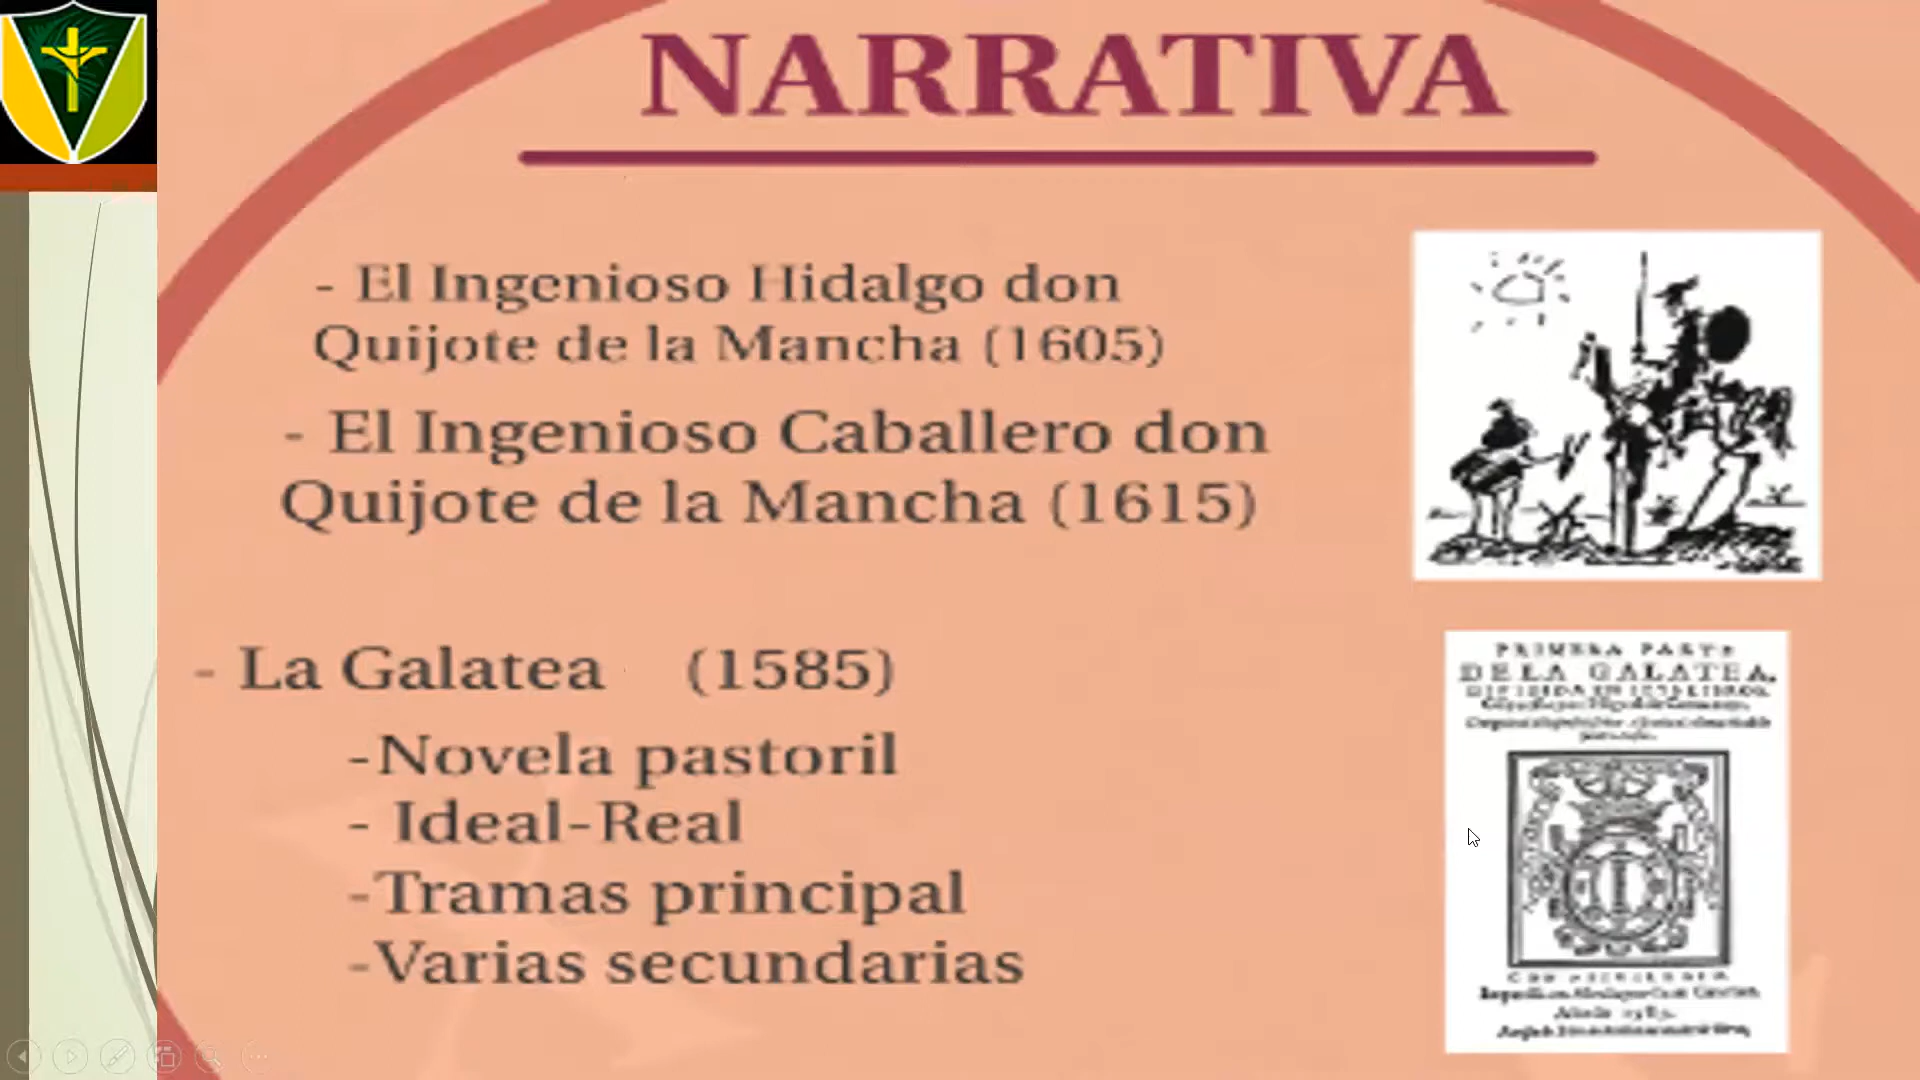 NARRATIVA
- El Ingenioso Hidalgo don
Quijote de la Mancha (1605)
- El Ingenioso Caballero don
Quijote de la Mancha (1615)
- La Galatea (1585)
-Novela pastoril
- Ideal-Real
-Tramas principal
-Varias secundarias
PRIMERA PARTE
DE LA GALATEA,